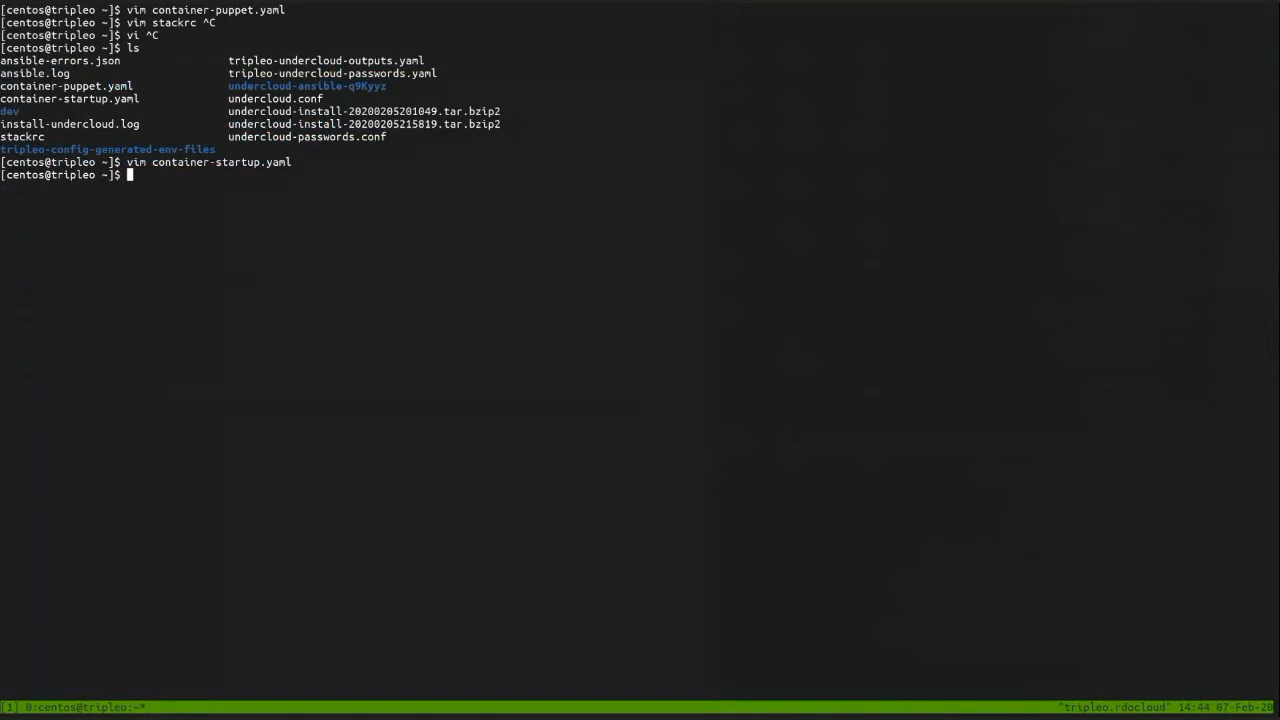 [centos@tripleo ~]$ vim container-puppet.yaml
[centos@tripleo ~]$ vim stackrc ^C
[centos@tripleo ~]$ vi ^C
[centos@tripleo ~]$ ls
ansible-errors.json tripleo-undercloud-outputs.yaml
ansible.log tripleo-undercloud-passwords.yaml
container-puppet.yaml undercloud-ansible-q9Kyyz
container-startup.yaml undercloud.conf
dev undercloud-install-20200205201049.tar.bzip2
install-undercloud.log undercloud-install-20200205215819.tar.bzip2
stackrc undercloud-passwords.conf
tripleo-config-generated-env-files
[centos@tripleo ~]$ vim container-startup.yaml
[centos@tripleo ~]$
[1] 0:centos@tripleo:~* "tripleo.rdocloud" 14:44 07-Feb-20